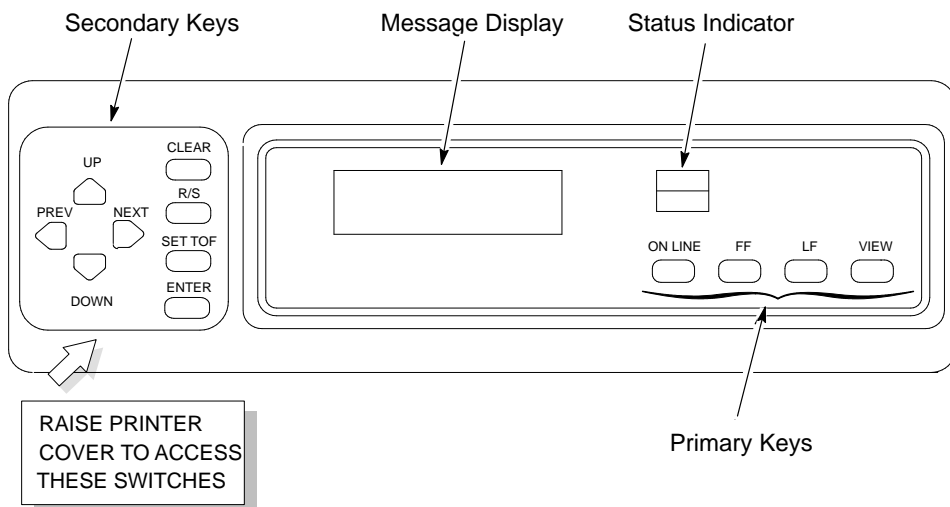 Secondary Keys
Message Display
Status Indicator
CLEAR
UP
R/S
PREV
NEXT
SET TOF
ON LINE
FF
LF
VIEW
ENTER
DOWN
RAISE PRINTER
COVER TO ACCESS
THESE SWITCHES
Primary Keys